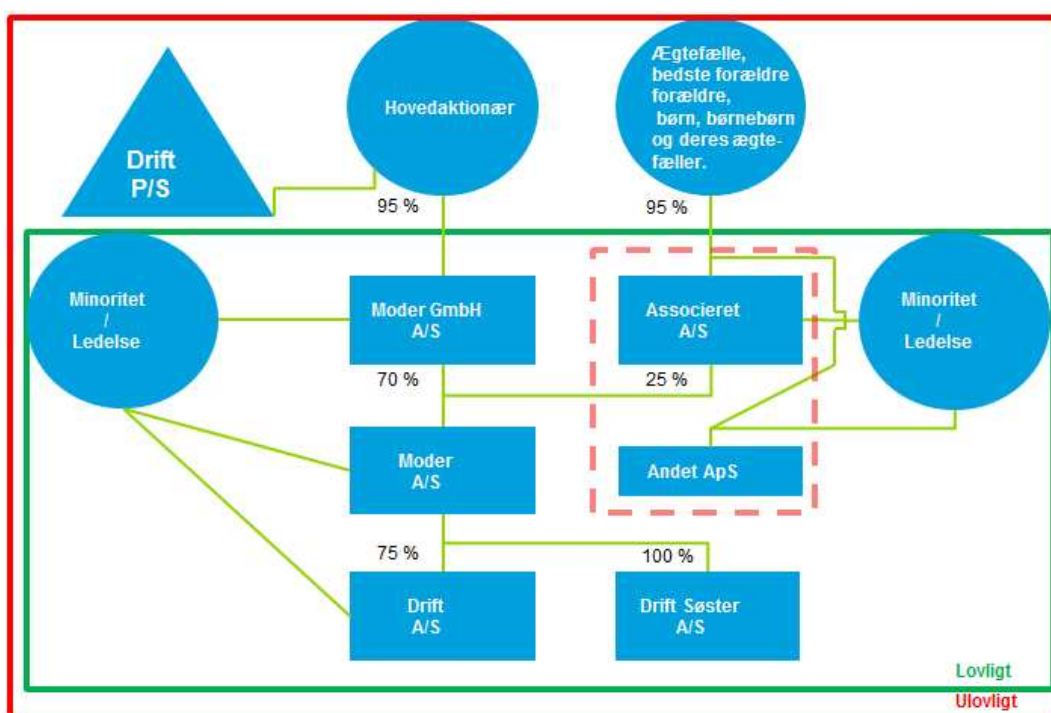 Drift
P/S
Hovedaktionær
Ægtefælle,
bedste forældre
forældre,
børn, børnebørn
og deres ægte-
fæller.
95 %
95 %
Minoritet
/
Ledelse
Moder GmbH
A/S
Associeret
A/S
Minoritet
/
Ledelse
70 %
25 %
Moder
A/S
Andet ApS
75 %
100 %
Drift
A/S
Drift Søster
A/S
Lovligt
Ulovligt